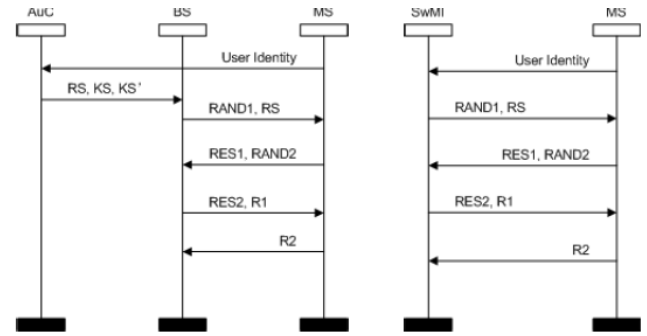 AuC BS MS SwMI MS
User Identity User Identity
RS, KS, KS'
RAND1, RS RAND1, RS
RES1, RAND2 RES1, RAND2
RES2, R1 RES2, R1
R2 R2